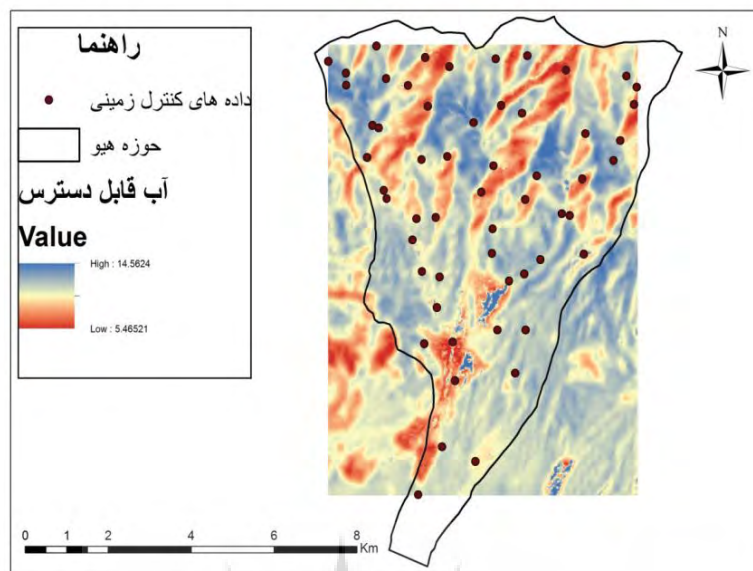 راهنما
N
داده های کنترل زمینی
حوزه هیو
آب قابل دسترس
Value
High : 14.5624
Low : 5.46521
0 1 2 4 6 8
Km